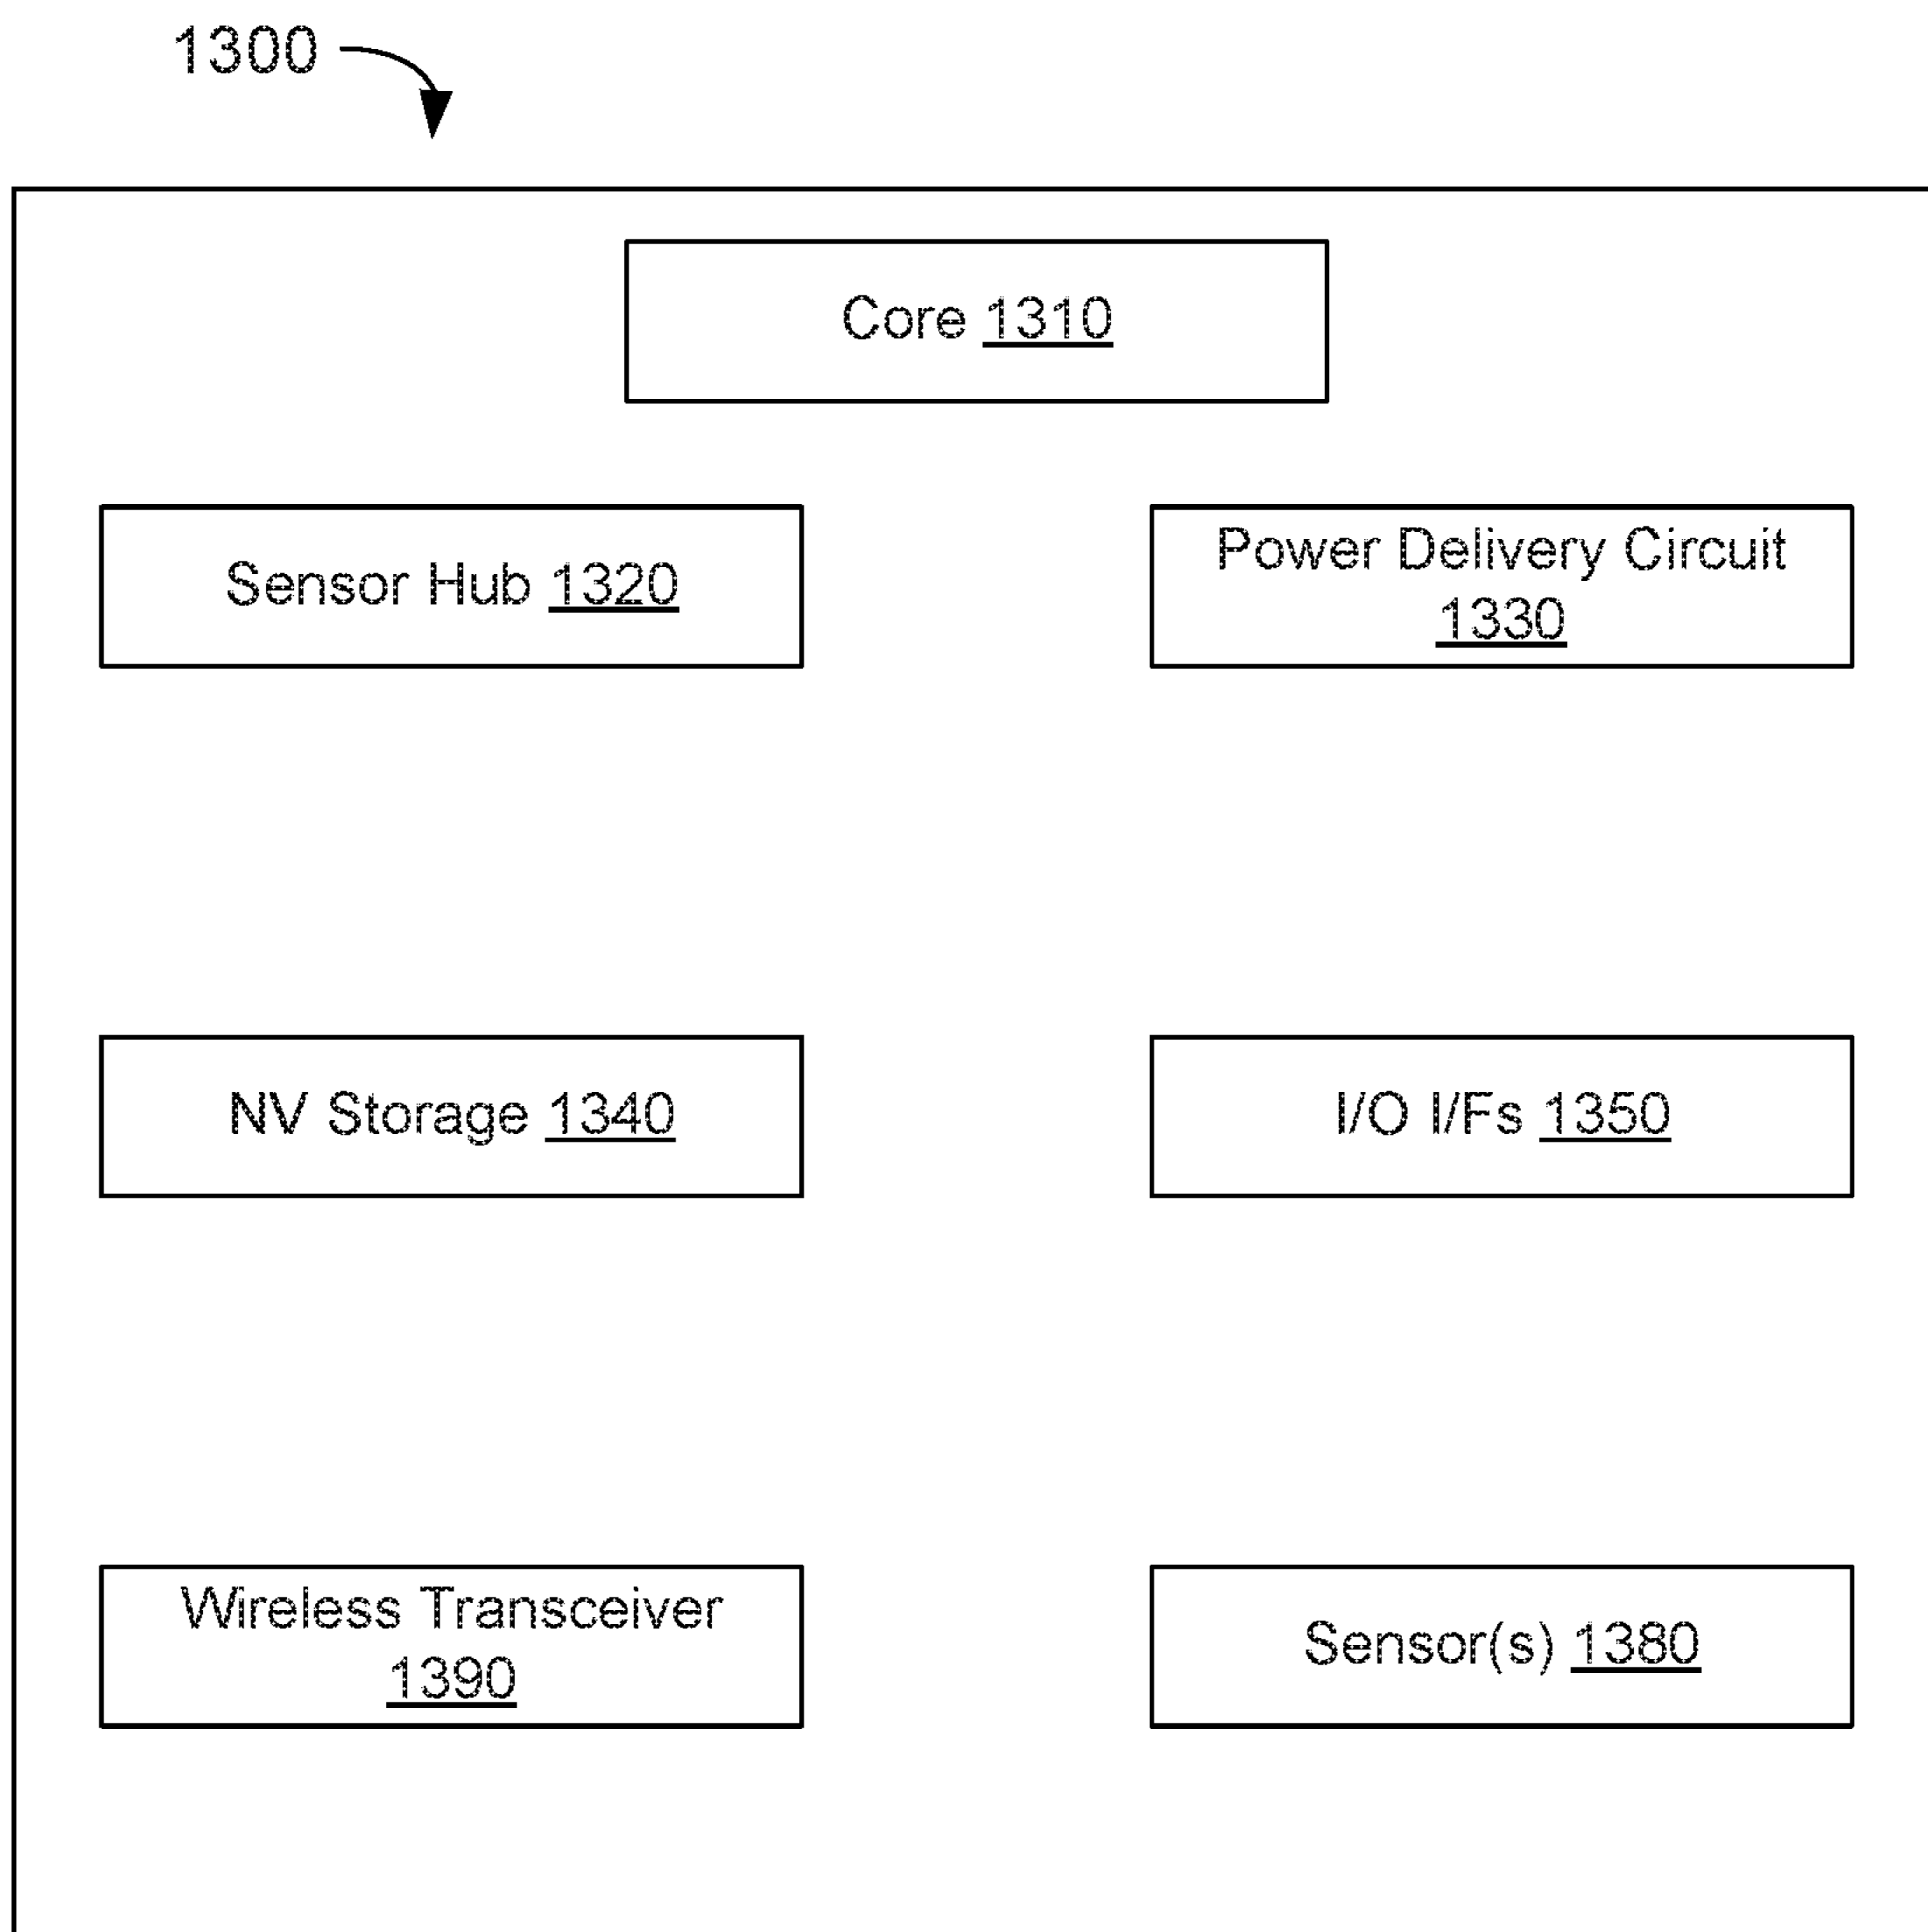 1300
Core 1310
Sensor Hub 1320
Power Delivery Circuit
1330
NV Storage 1340
I/O I/Fs 1350
Wireless Transceiver
1390
Sensor(s) 1380